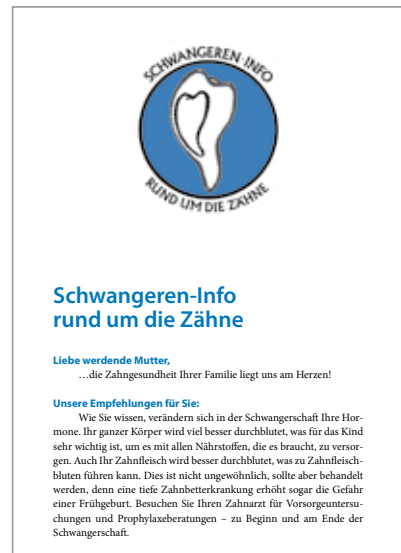 SCHWANGEREN-INFO
RUND UM DIE ZÄHNE
Schwangeren-Info
rund um die Zähne
Liebe werdende Mutter,
…die Zahngesundheit Ihrer Familie liegt uns am Herzen!
Unsere Empfehlungen für Sie:
Wie Sie wissen, verändern sich in der Schwangerschaft Ihre Hor-
mone. Ihr ganzer Körper wird viel besser durchblutet, was für das Kind
sehr wichtig ist, um es mit allen Nährstoffen, die es braucht, zu versor-
gen. Auch Ihr Zahnfleisch wird besser durchblutet, was zu Zahnfleisch-
bluten führen kann. Dies ist nicht ungewöhnlich, sollte aber behandelt
werden, denn eine tiefe Zahnbetterkrankung erhöht sogar die Gefahr
einer Frühgeburt. Besuchen Sie Ihren Zahnarzt für Vorsorgeuntersu-
chungen und Prophylaxeberatungen – zu Beginn und am Ende der
Schwangerschaft.